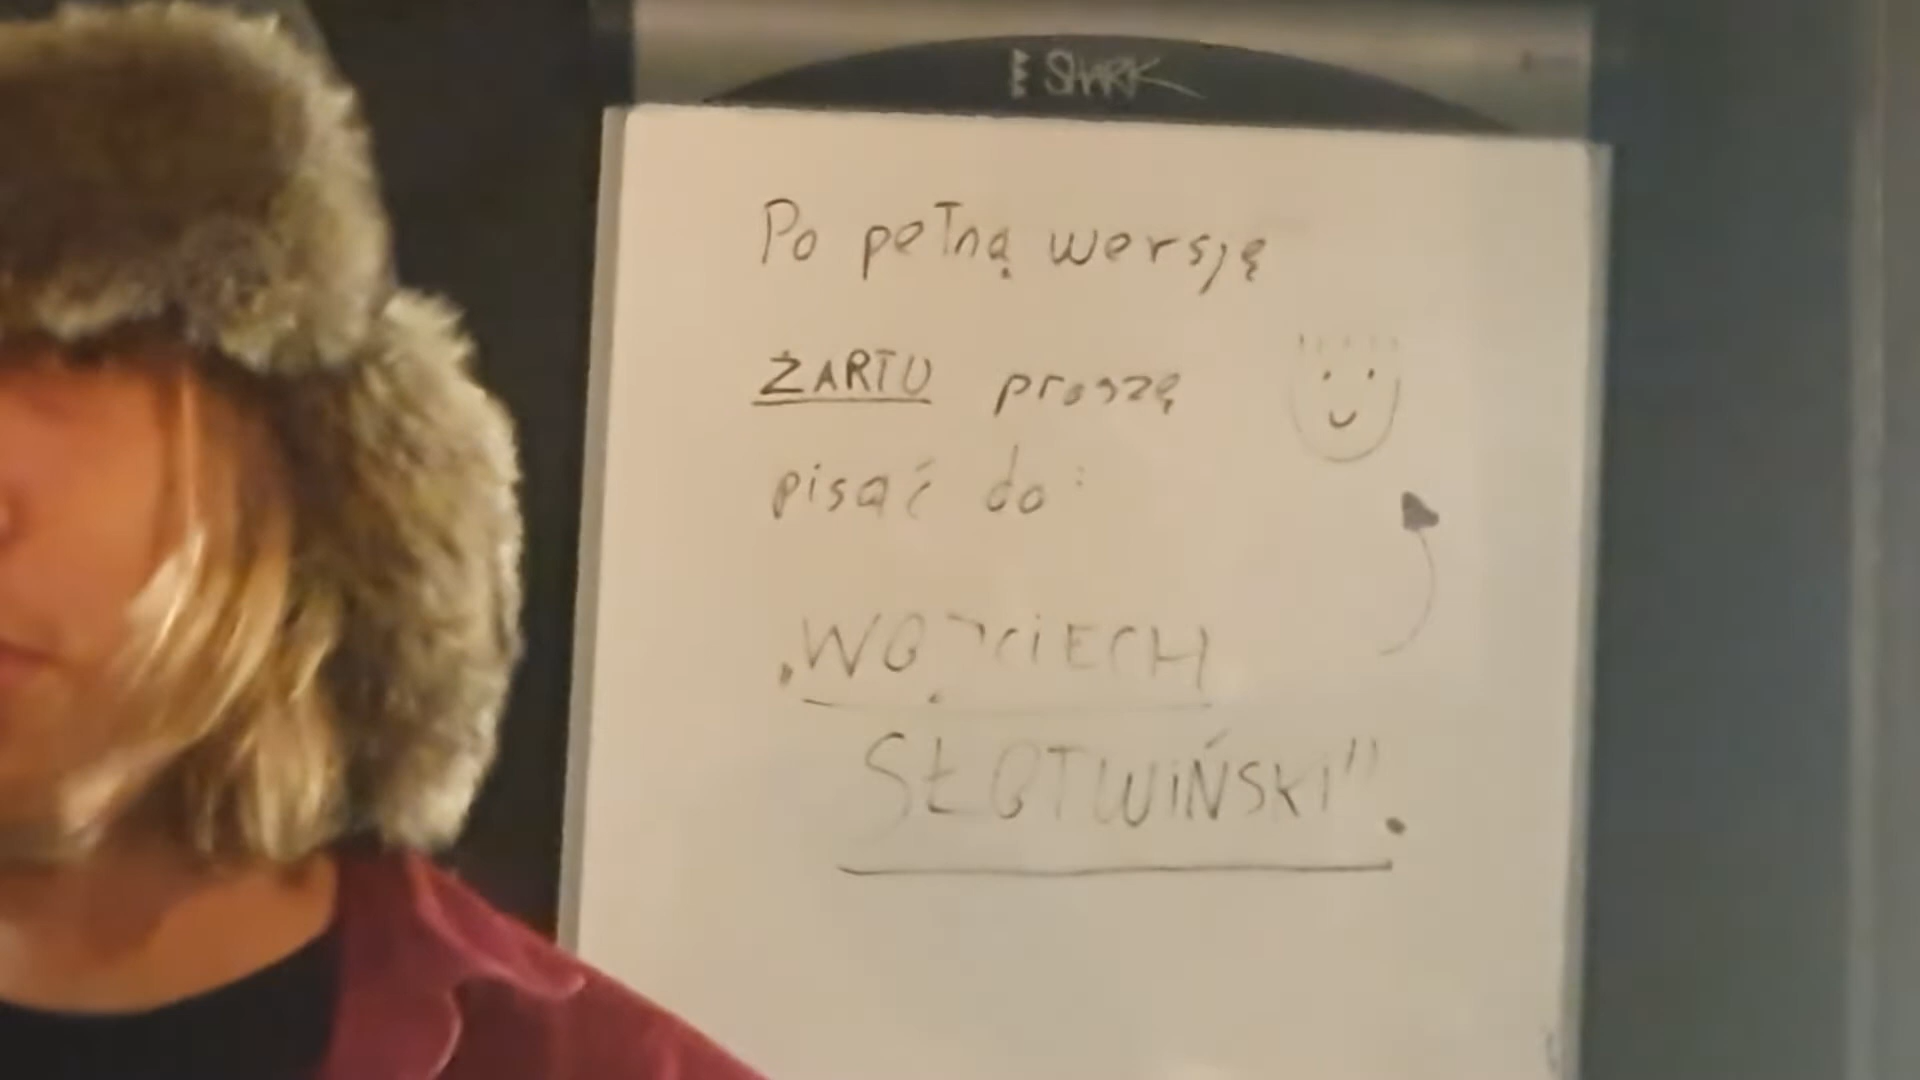 SHARK
Po pełną wersję
ŻARTU proszę
pisać do:
„WOJCIECH
SŁOTWIŃSKI".